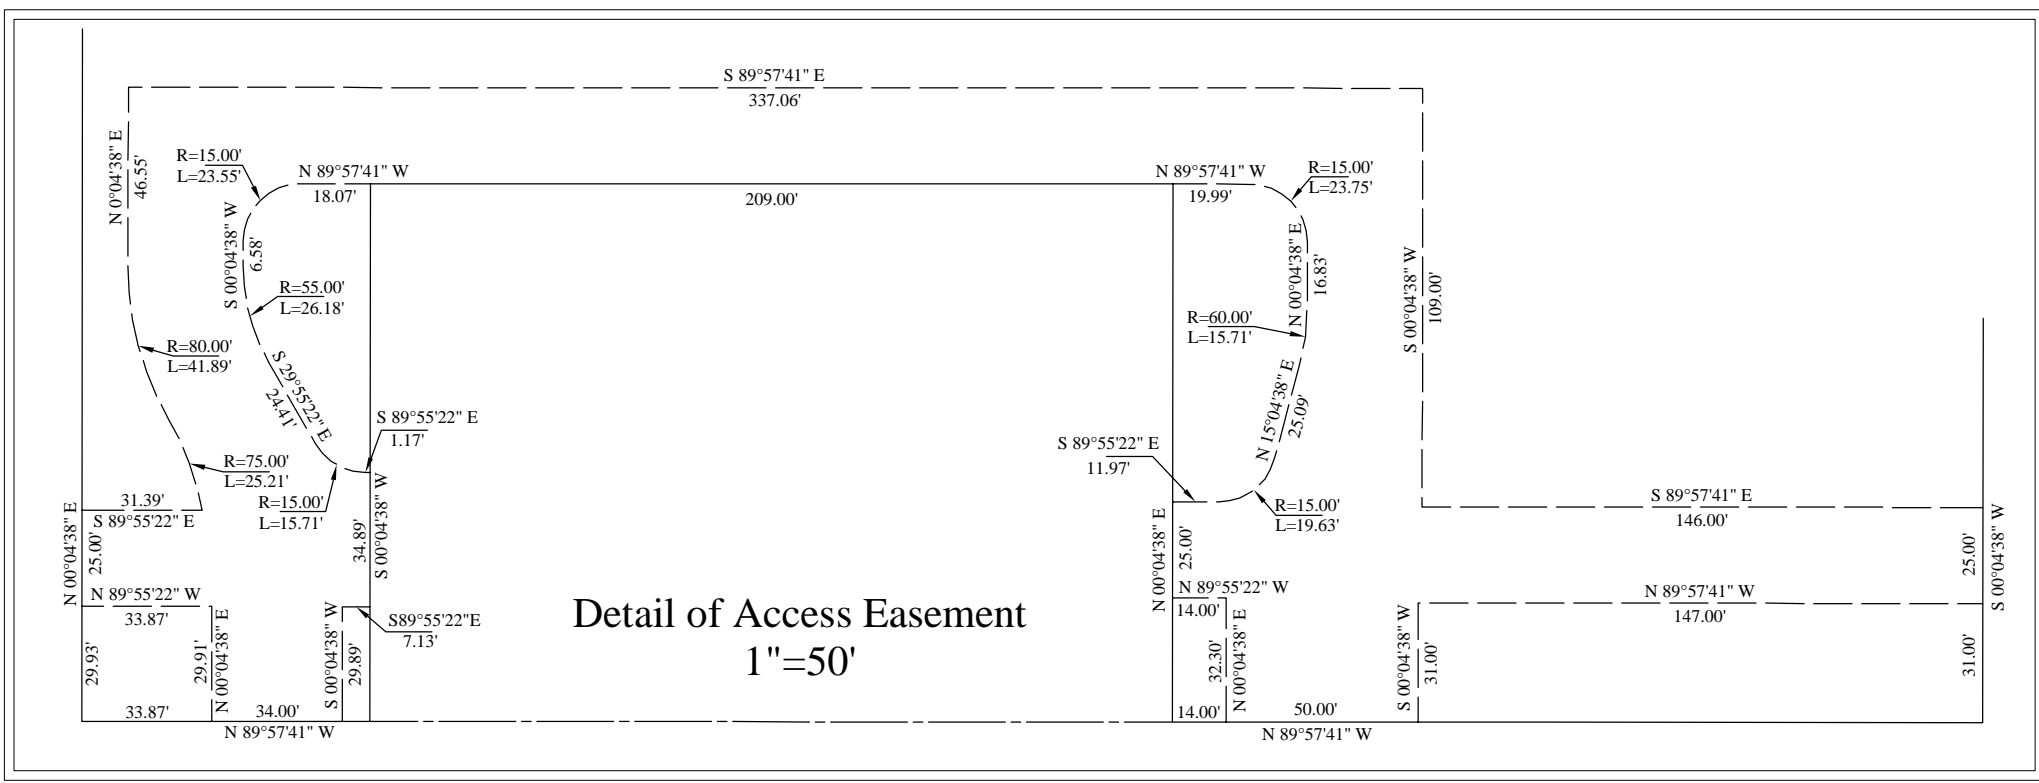 S 89°57'41" E
337.06'
N 0°04'38" E
46.55'
R=15.00'
L=23.55'
N 89°57'41" W
18.07'
S 00°04'38" W
6.58'
R=55.00'
L=26.18'
R=80.00'
L=41.89'
S 29°55'22" E
24.41'
S 89°55'22" E
1.17'
R=75.00'
L=25.21'
R=15.00'
L=15.71'
34.89'
S 00°04'38" W
31.39'
S 89°55'22" E
N 00°04'38" E
25.00'
N 89°55'22" W
33.87'
29.93'
29.91'
N 00°04'38" E
S 00°04'38" W
29.89'
S89°55'22"E
7.13'
33.87'
34.00'
N 89°57'41" W
209.00'
Detail of Access Easement
1"=50'
N 89°57'41" W
19.99'
R=15.00'
L=23.75'
N 00°04'38" E
16.83'
R=60.00'
L=15.71'
N 15°04'38" E
25.09'
S 89°55'22" E
11.97'
R=15.00'
L=19.63'
N 00°04'38" E
25.00'
N 89°55'22" W
14.00'
32.30'
N 00°04'38" E
14.00'
50.00'
N 89°57'41" W
S 00°04'38" W
109.00'
S 89°57'41" E
146.00'
25.00'
S 00°04'38" W
N 89°57'41" W
147.00'
S 00°04'38" W
31.00'
31.00'